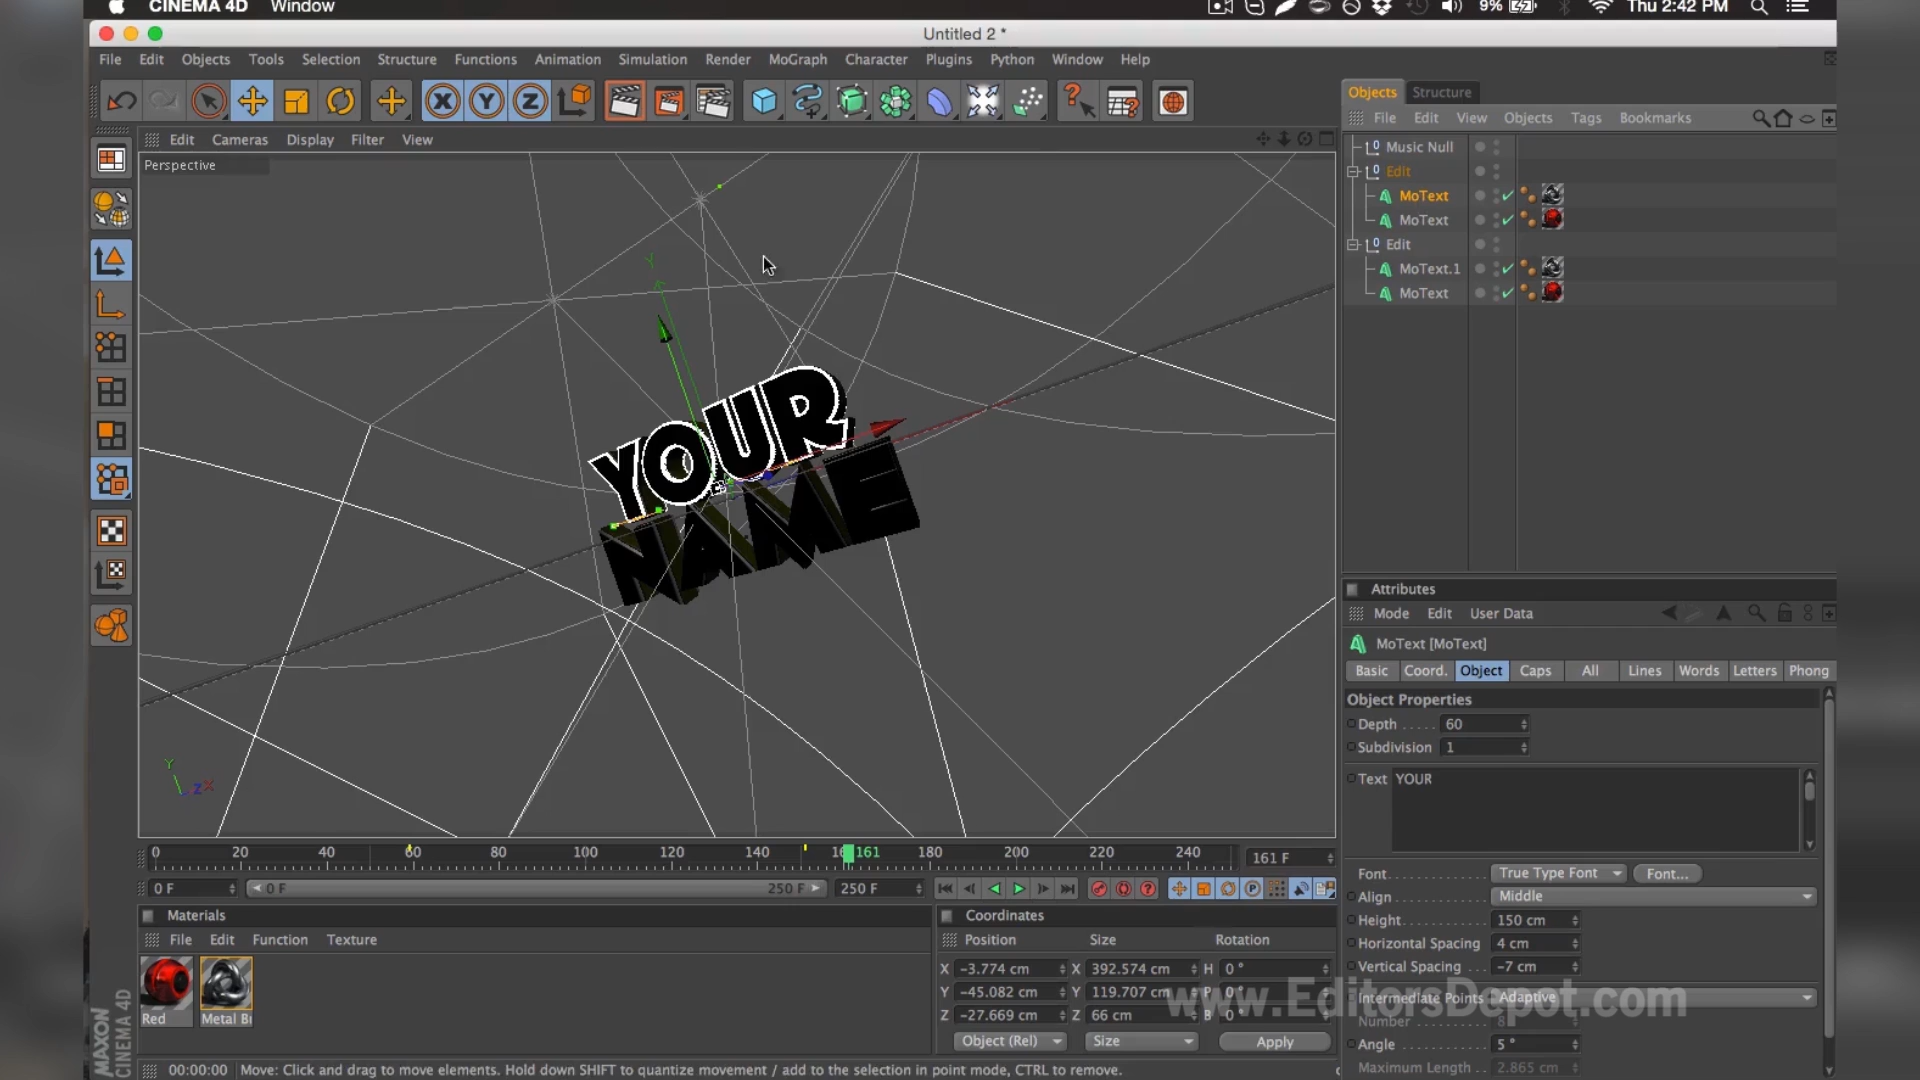 CINEMA 4D Window 9% Thu 2:42 PM
Untitled 2 *
File Edit Objects Tools Selection Structure Functions Animation Simulation Render MoGraph Character Plugins Python Window Help
X Y Z
Objects Structure
File Edit View Objects Tags Bookmarks
Edit Cameras Display Filter View
Perspective
Music Null
Edit
MoText
MoText
Edit
MoText.1
MoText
YOUR
NAME
Y
Y Z X
Attributes
Mode Edit User Data
MoText [MoText]
Basic Coord. Object Caps All Lines Words Letters Phong
Object Properties
Depth ..... 60
Subdivision 1
Text YOUR
Font True Type Font Font...
Align Middle
Height 150 cm
Horizontal Spacing 4 cm
Vertical Spacing -7 cm
Intermediate Points Adaptive
Number 8
Angle 5 °
Maximum Length 2.865 cm
0 20 40 60 80 100 120 140 161 180 200 220 240 161 F
0 F 0 F 250 F 250 F
Materials
File Edit Function Texture
Red Metal Br
Coordinates
Position Size Rotation
X -3.774 cm X 392.574 cm H 0 °
Y -45.082 cm Y 119.707 cm P 0 °
Z -27.669 cm Z 66 cm B 0 °
Object (Rel) Size Apply
www.EditorsDepot.com
MAXON
CINEMA 4D
00:00:00 Move: Click and drag to move elements. Hold down SHIFT to quantize movement / add to the selection in point mode, CTRL to remove.